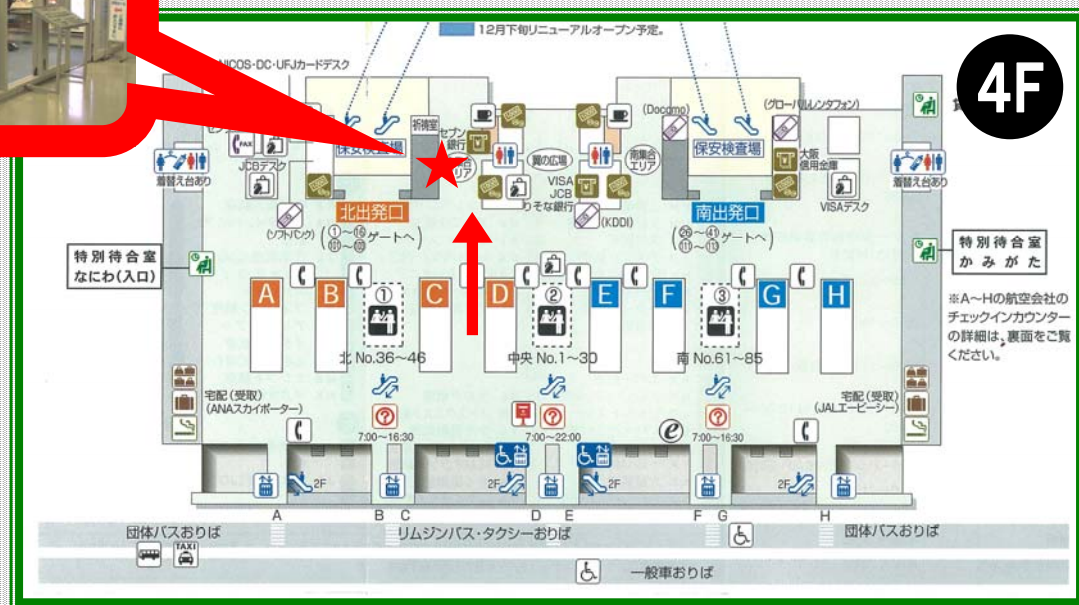 12月下旬リニューアルオープン予定。
4F
NICOS・DC・UFJカードデスク
祈祷室
セブン
銀行
(Docomo)
(グローバルレンタフォン)
FAX
保安検査場
保安検査場
JCBデスク
エリア
翼の広場
南集合
エリア
大阪
信用金庫
着替え台あり
着替え台あり
VISA
JCB
りそな銀行
VISAデスク
(ソフトバンク)
北出発口
(KDDI)
南出発口
ゲートへ
ゲートへ
特別待合室
なにわ(入口)
特別待合室
かみがた
A
B
①
C
D
②
E
F
③
G
H
※A~Hの航空会社の
チェックインカウンター
の詳細は、裏面をご覧
ください。
北 No.36~46
中央 No.1~30
南 No.61~85
宅配(受取)
(ANAスカイポーター)
宅配(受取)
(JALエービーシー)
7:00~16:30
7:00~22:00
7:00~16:30
2F
2F
2F
2F
A
B
C
D
E
F
G
H
団体バスおりば
リムジンバス・タクシーおりば
団体バスおりば
TAXI
一般車おりば